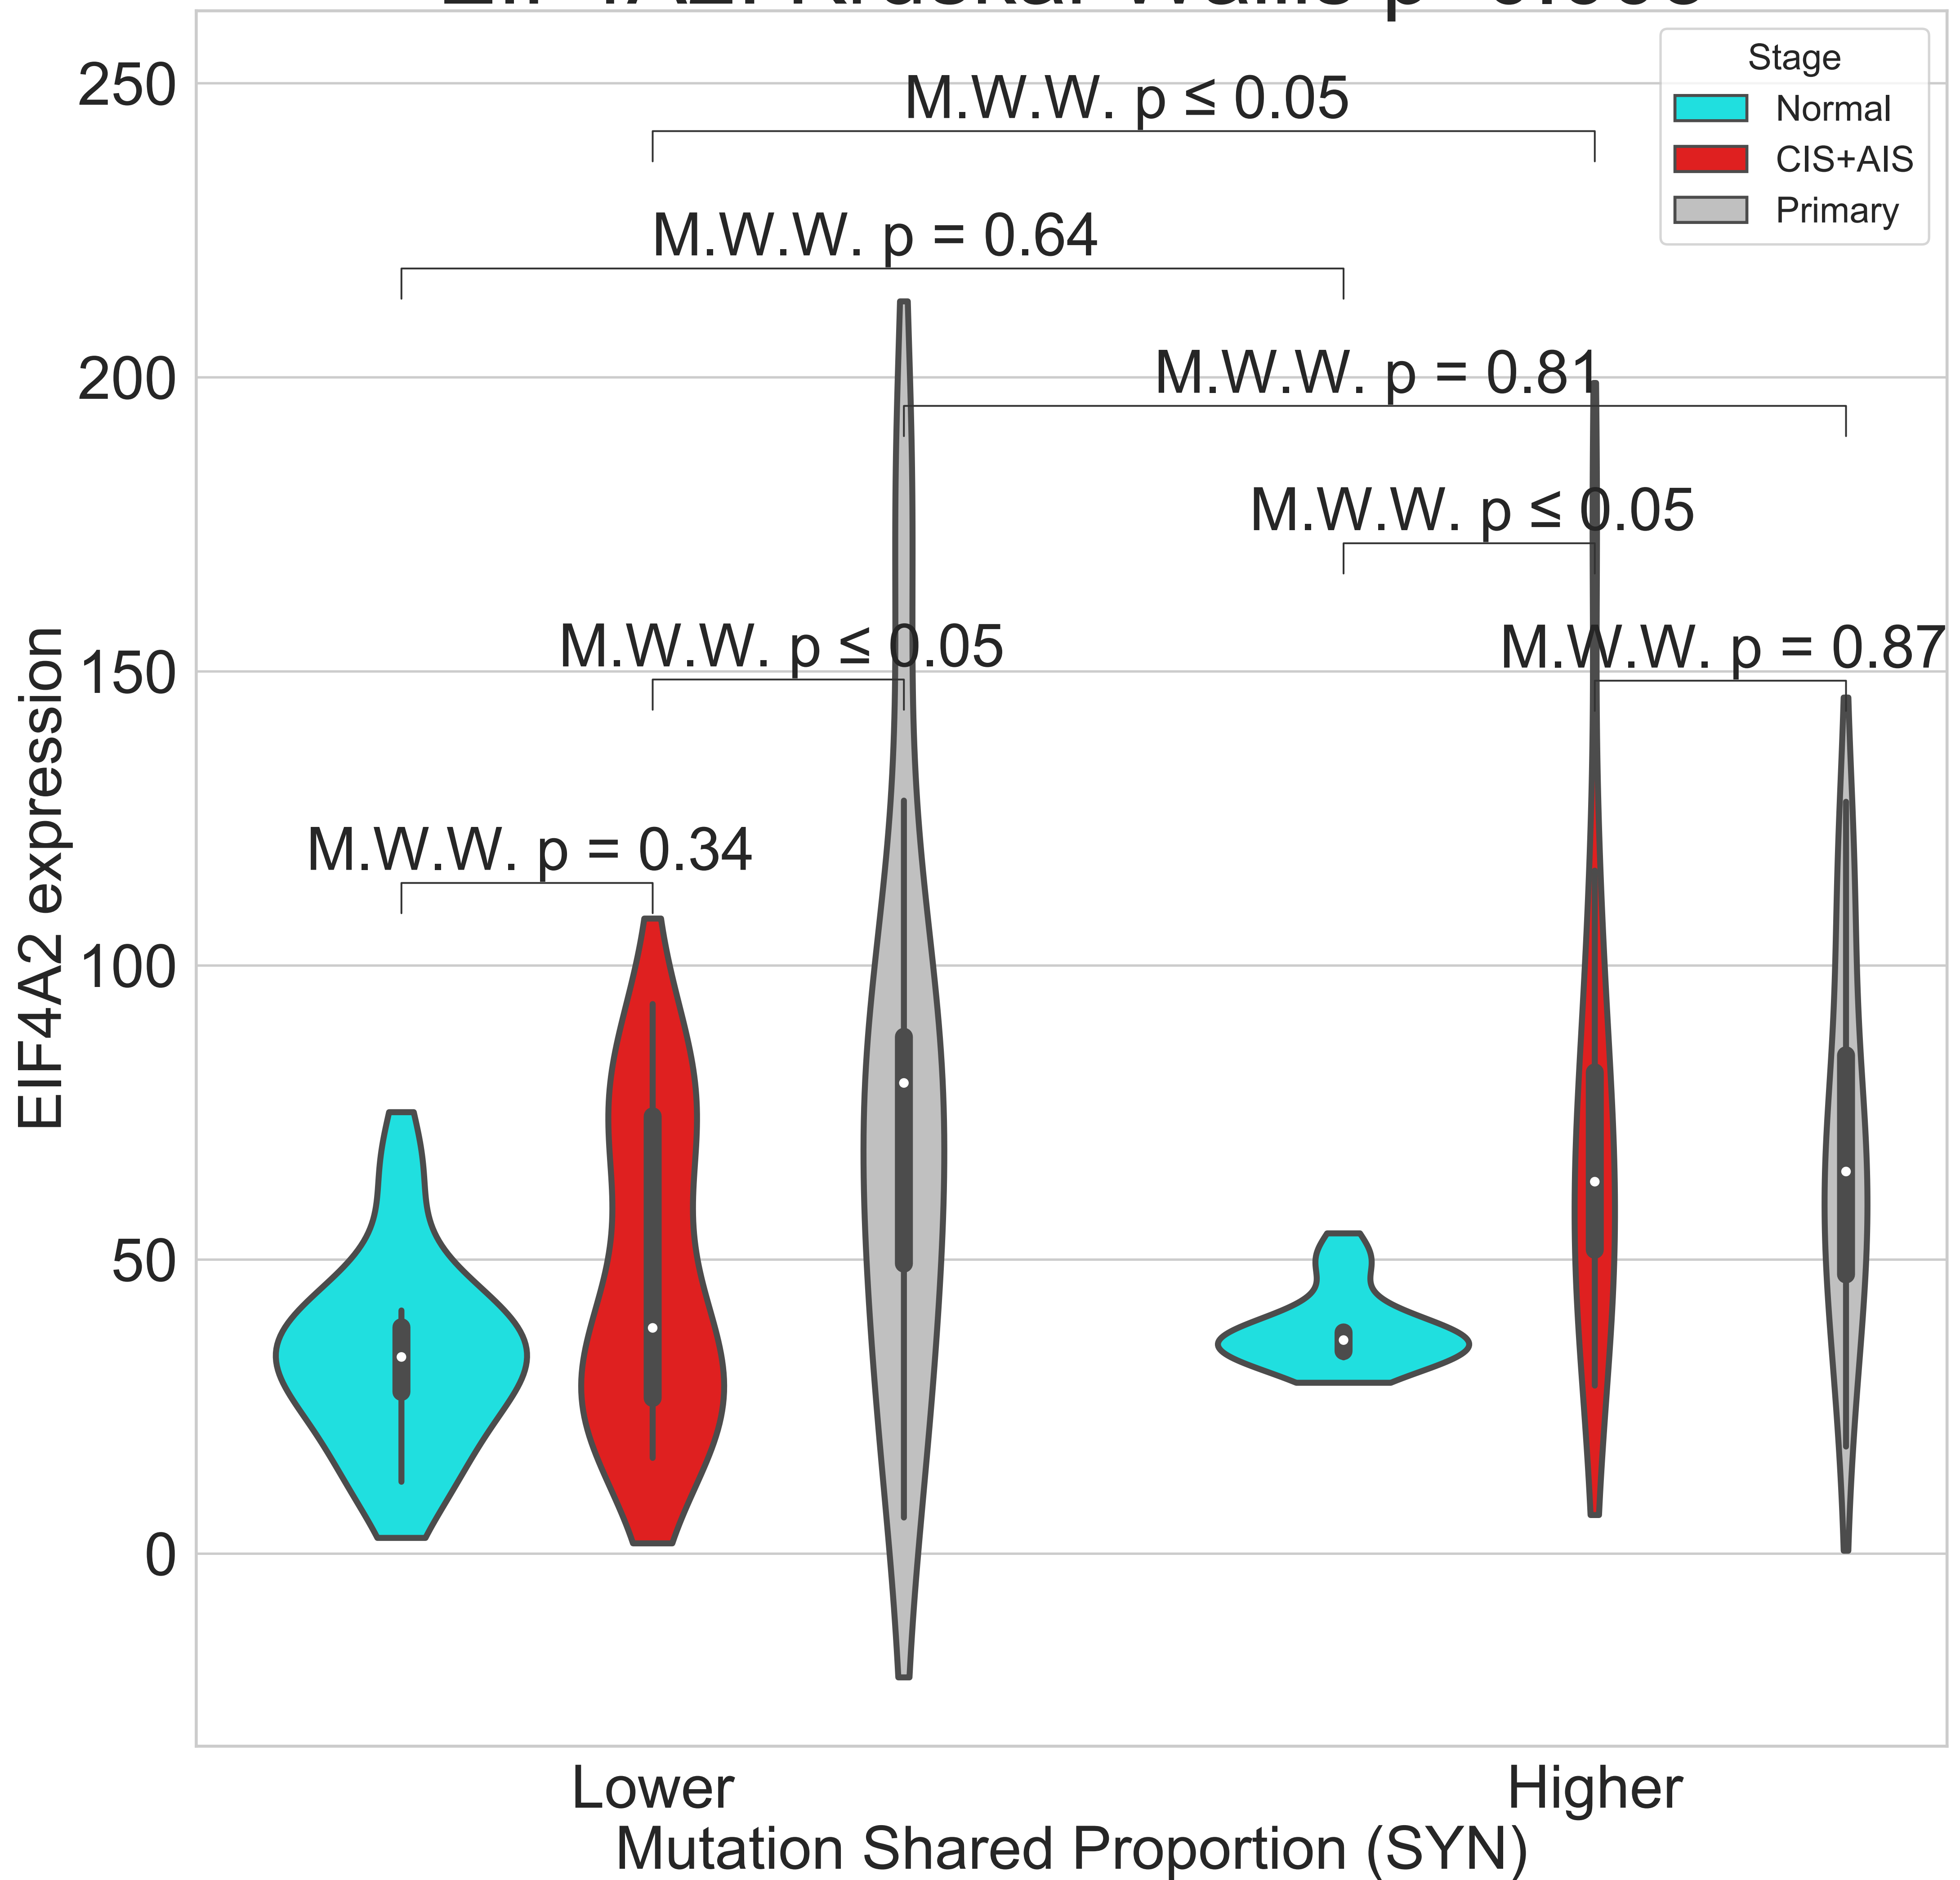 250
M.W.W. p ≤ 0.05
Stage
Normal
CIS+AIS
Primary
M.W.W. p = 0.64
200
M.W.W. p = 0.81
M.W.W. p ≤ 0.05
150
M.W.W. p ≤ 0.05
M.W.W. p = 0.87
M.W.W. p = 0.34
100
50
0
EIF4A2 expression
Lower
Higher
Mutation Shared Proportion (SYN)